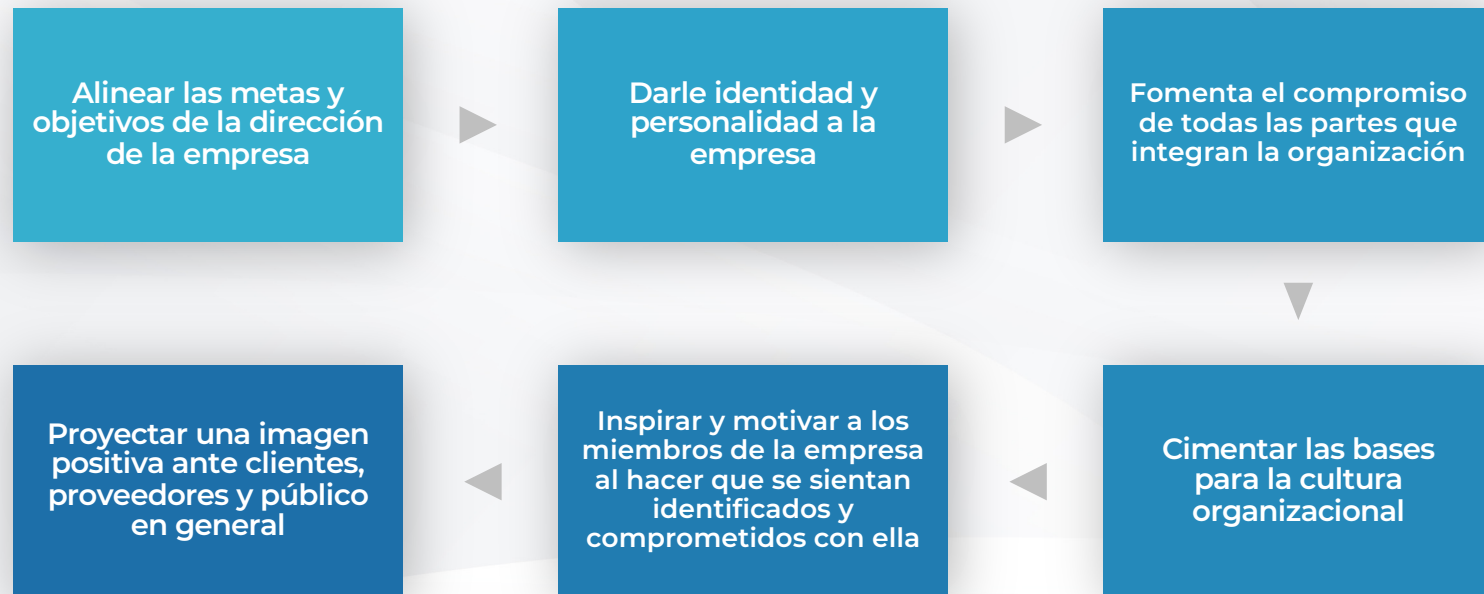 Alinear las metas y
objetivos de la dirección
de la empresa
Darle identidad y
personalidad a la
empresa
Fomenta el compromiso
de todas las partes que
integran la organización
Cimentar las bases
para la cultura
organizacional
Inspirar y motivar a los
miembros de la empresa
al hacer que se sientan
identificados y
comprometidos con ella
Proyectar una imagen
positiva ante clientes,
proveedores y público
en general